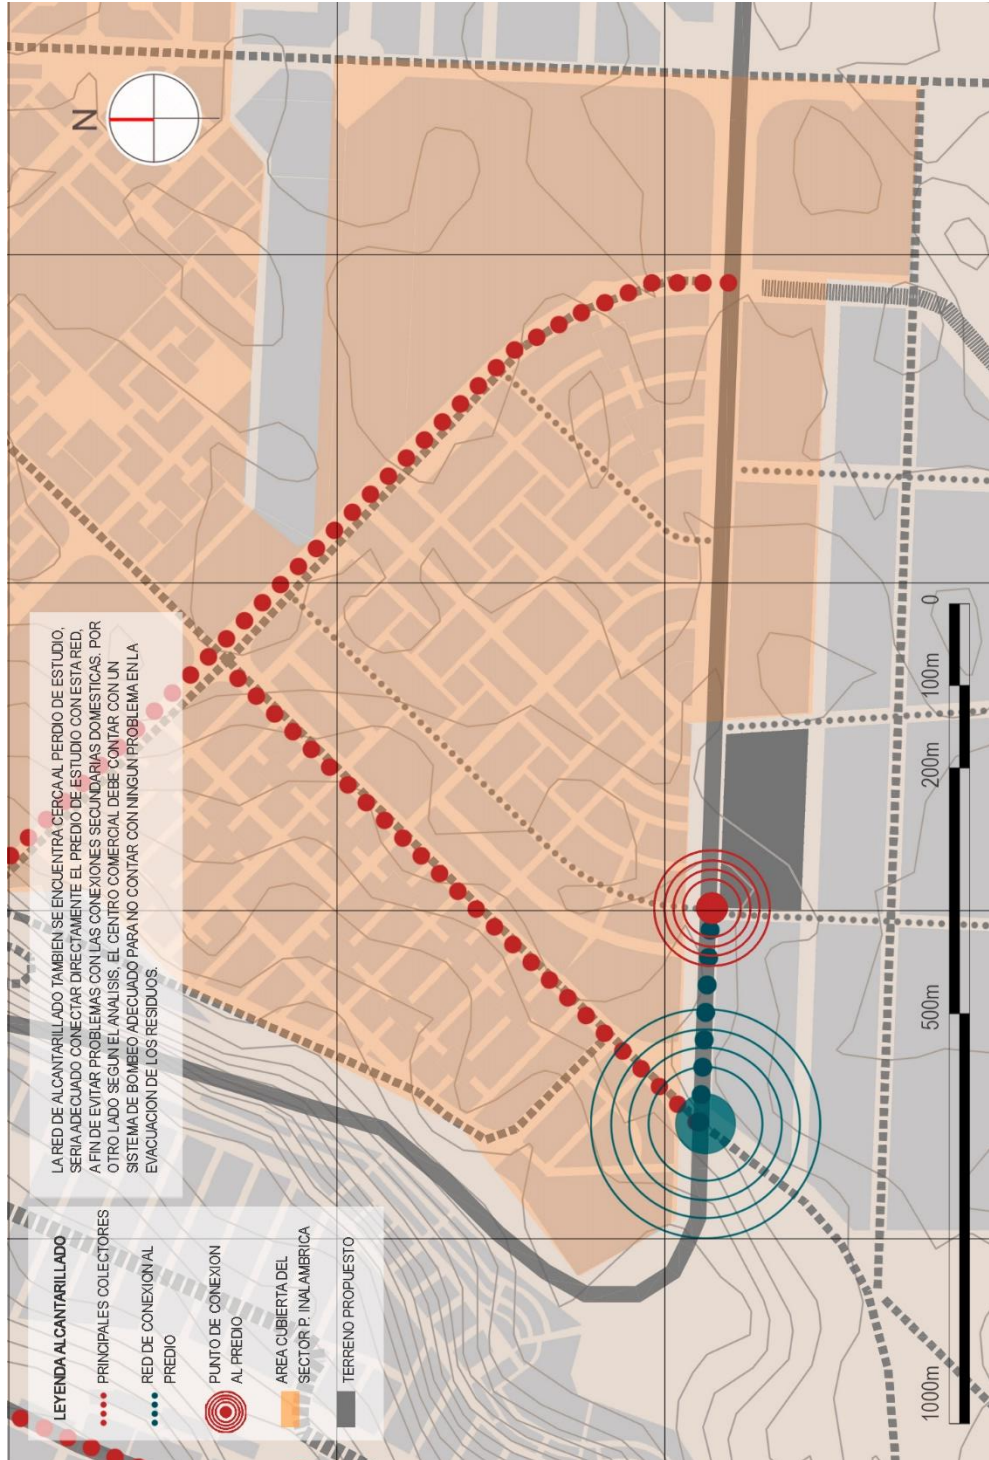 N
LA RED DE ALCANTARILLADO TAMBIEN SE ENCUENTRA CERCA AL PERDIO DE ESTUDIO,
SERIA ADECUADO CONECTAR DIRECTAMENTE EL PREDIO DE ESTUDIO CON ESTA RED,
A FIN DE EVITAR PROBLEMAS CON LAS CONEXIONES SECUNDARIAS DOMESTICAS. POR
OTRO LADO SEGUN EL ANALISIS, EL CENTRO COMERCIAL DEBE CONTAR CON UN
SISTEMA DE BOMBEO ADECUADO PARA NO CONTAR CON NINGUN PROBLEMA EN LA
EVACUACION DE LOS RESIDUOS.
LEYENDA ALCANTARILLADO
PRINCIPALES COLECTORES
RED DE CONEXION AL
PREDIO
PUNTO DE CONEXION
AL PREDIO
AREA CUBIERTA DEL
SECTOR P. INALAMBRICA
TERRENO PROPUESTO
1000m
500m
200m
100m
0